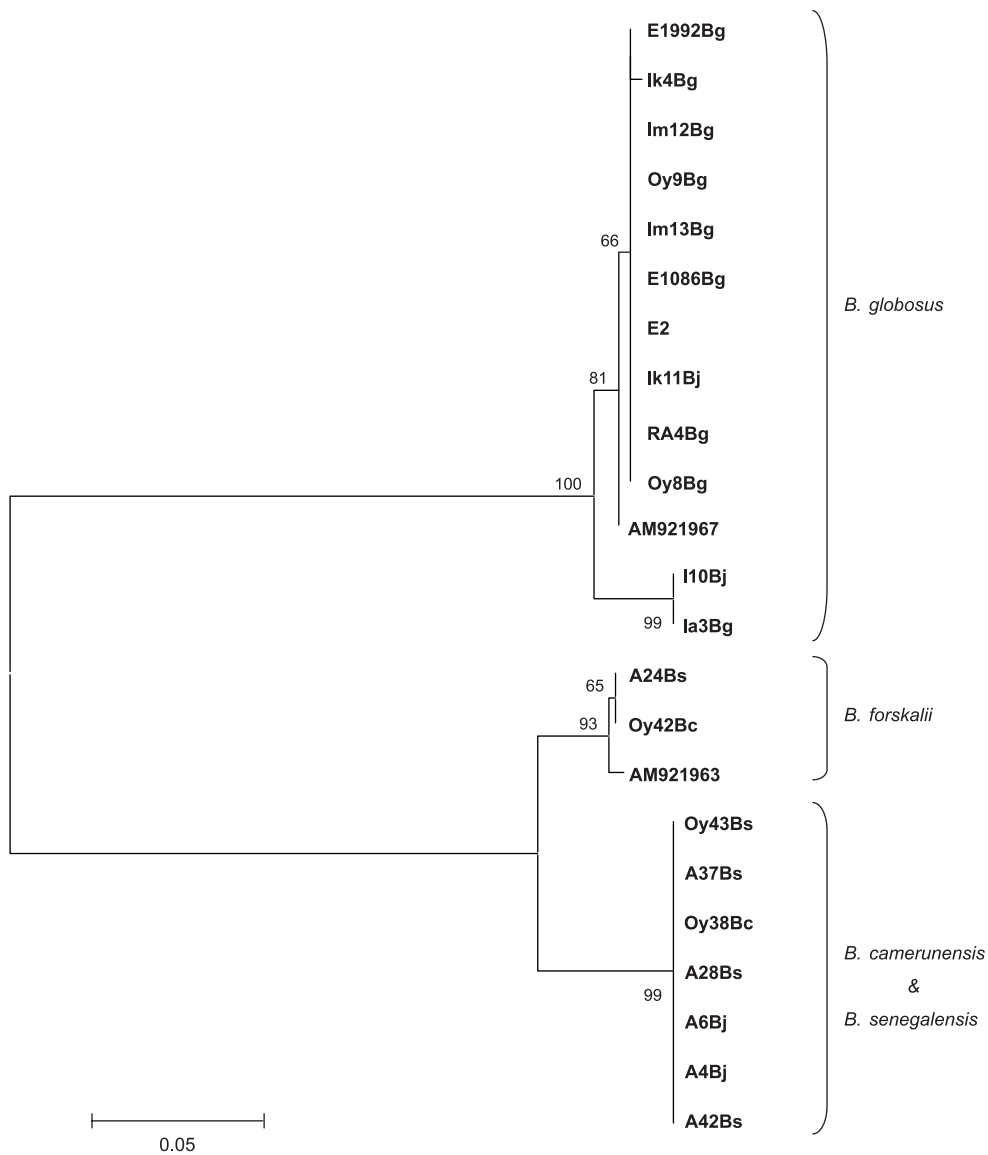 E1992Bg
Ik4Bg
Im12Bg
Oy9Bg
Im13Bg
66
E1086Bg
B. globosus
E2
Ik11Bj
81
RA4Bg
Oy8Bg
100
AM921967
I10Bj
Ia3Bg
99
A24Bs
65
Oy42Bc
B. forskalii
93
AM921963
Oy43Bs
A37Bs
Oy38Bc
B. camerunensis
A28Bs
&
99
A6Bj
B. senegalensis
A4Bj
A42Bs
0.05